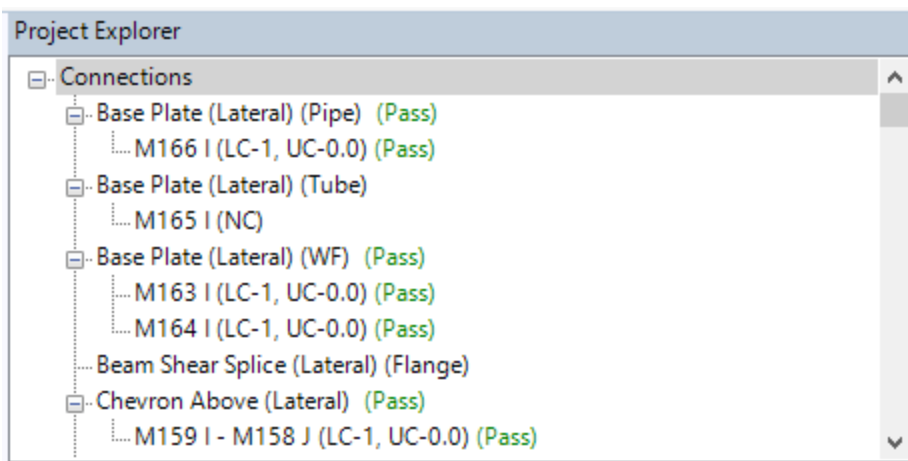 Project Explorer
Connections
Base Plate (Lateral) (Pipe) (Pass)
M166 I (LC-1, UC-0.0) (Pass)
Base Plate (Lateral) (Tube)
M165 I (NC)
Base Plate (Lateral) (WF) (Pass)
M163 I (LC-1, UC-0.0) (Pass)
M164 I (LC-1, UC-0.0) (Pass)
Beam Shear Splice (Lateral) (Flange)
Chevron Above (Lateral) (Pass)
M159 I - M158 J (LC-1, UC-0.0) (Pass)